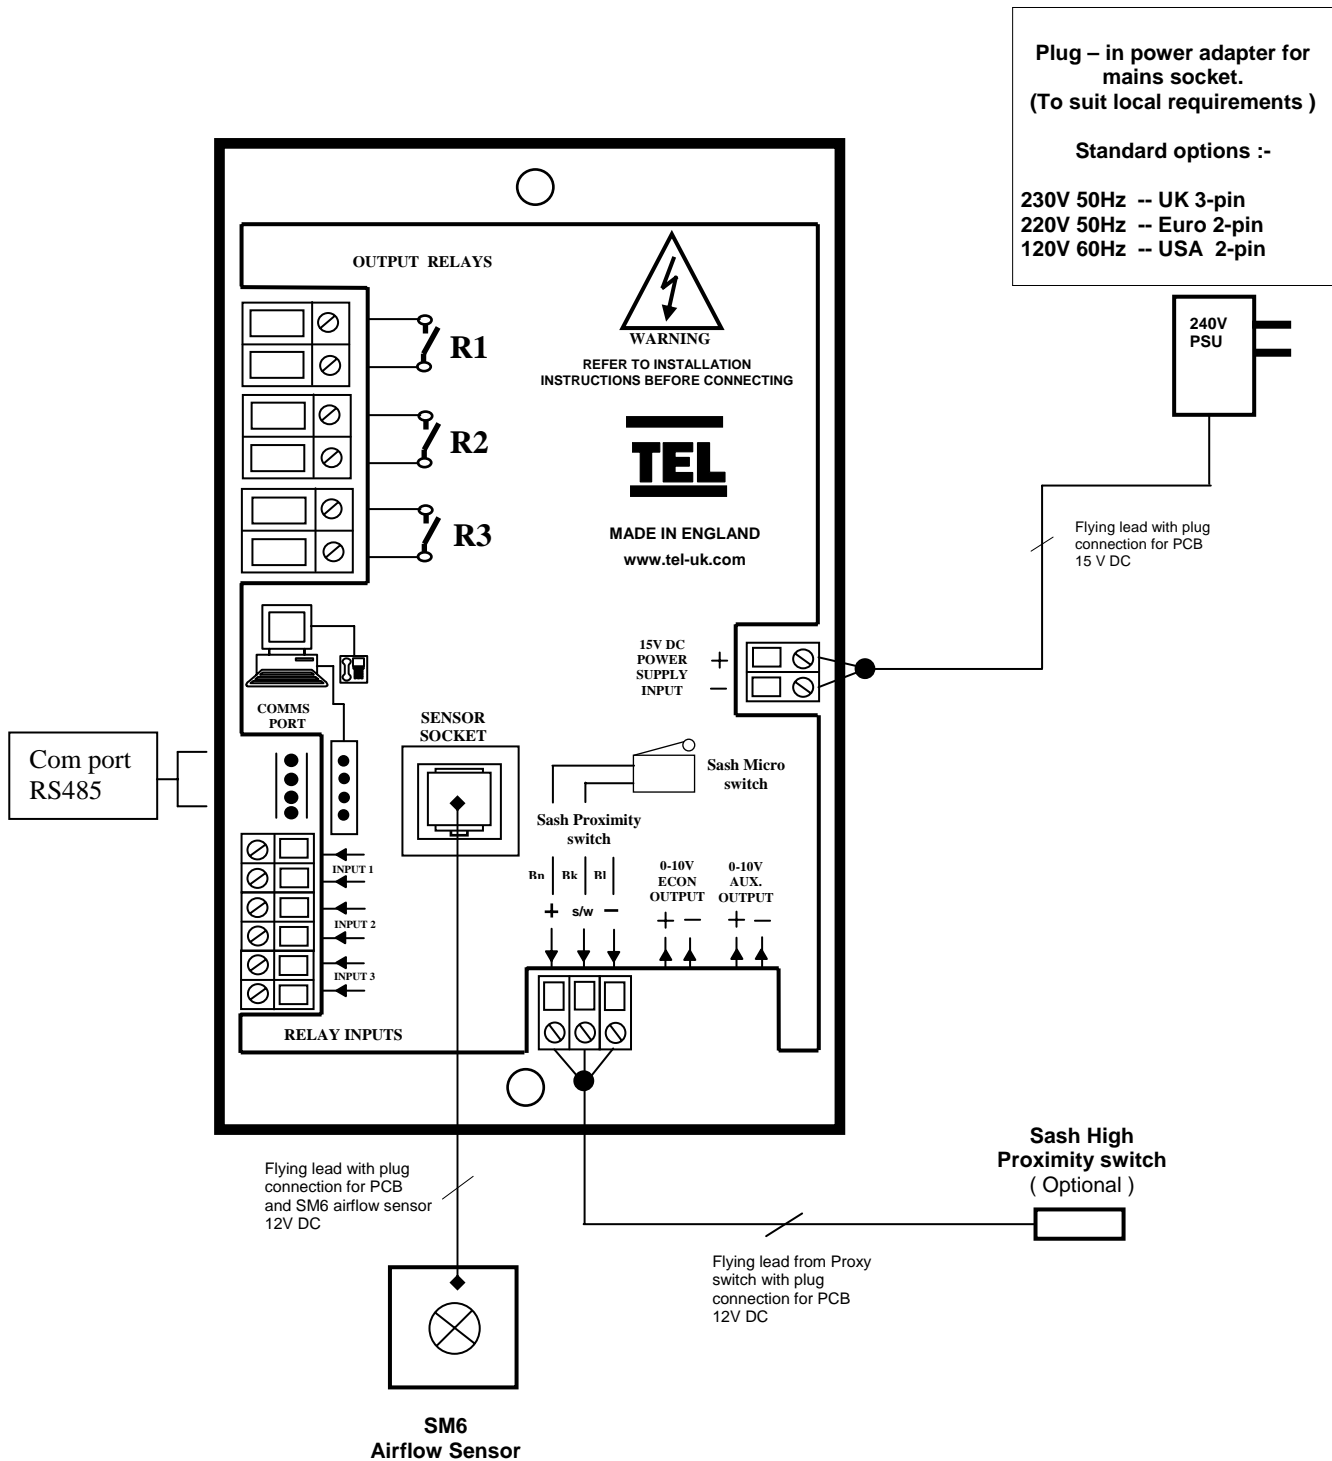 Plug – in power adapter for
mains socket.
(To suit local requirements )
Standard options :-
230V 50Hz -- UK 3-pin
220V 50Hz -- Euro 2-pin
120V 60Hz -- USA 2-pin
240V
PSU
Flying lead with plug
connection for PCB
15 V DC
OUTPUT RELAYS
R1
R2
R3
WARNING
REFER TO INSTALLATION
INSTRUCTIONS BEFORE CONNECTING
TEL
MADE IN ENGLAND
www.tel-uk.com
15V DC
POWER
SUPPLY
INPUT
+
−
COMMS
PORT
Com port
RS485
SENSOR
SOCKET
Sash Micro
switch
Sash Proximity
switch
Bn Bk Bl
+ s/w −
0-10V
ECON
OUTPUT
+ −
0-10V
AUX.
OUTPUT
+ −
INPUT 1
INPUT 2
INPUT 3
RELAY INPUTS
Flying lead with plug
connection for PCB
and SM6 airflow sensor
12V DC
Sash High
Proximity switch
( Optional )
Flying lead from Proxy
switch with plug
connection for PCB
12V DC
SM6
Airflow Sensor